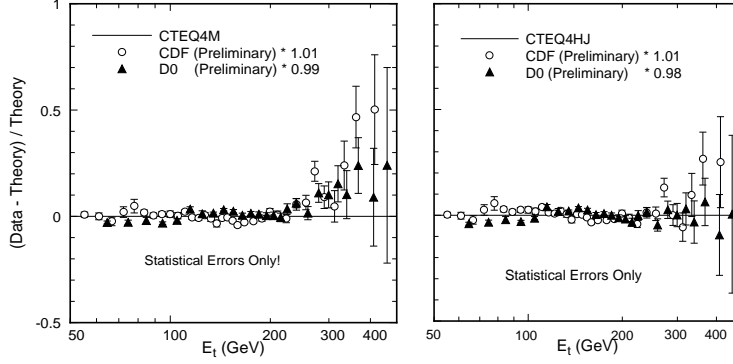 1
0.5
0
-0.5
(Data - Theory) / Theory
CTEQ4M
CDF (Preliminary) * 1.01
D0 (Preliminary) * 0.99
Statistical Errors Only!
50
100
200
300
400
E_t (GeV)
CTEQ4HJ
CDF (Preliminary) * 1.01
D0 (Preliminary) * 0.98
Statistical Errors Only
50
100
200
300
400
E_t (GeV)